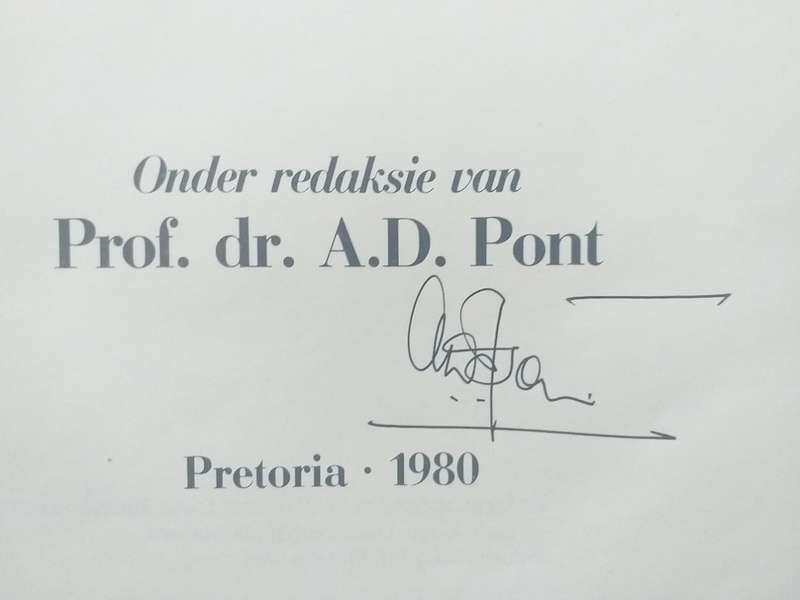 Onder redaksie van
Prof. dr. A.D. Pont
Pretoria · 1980